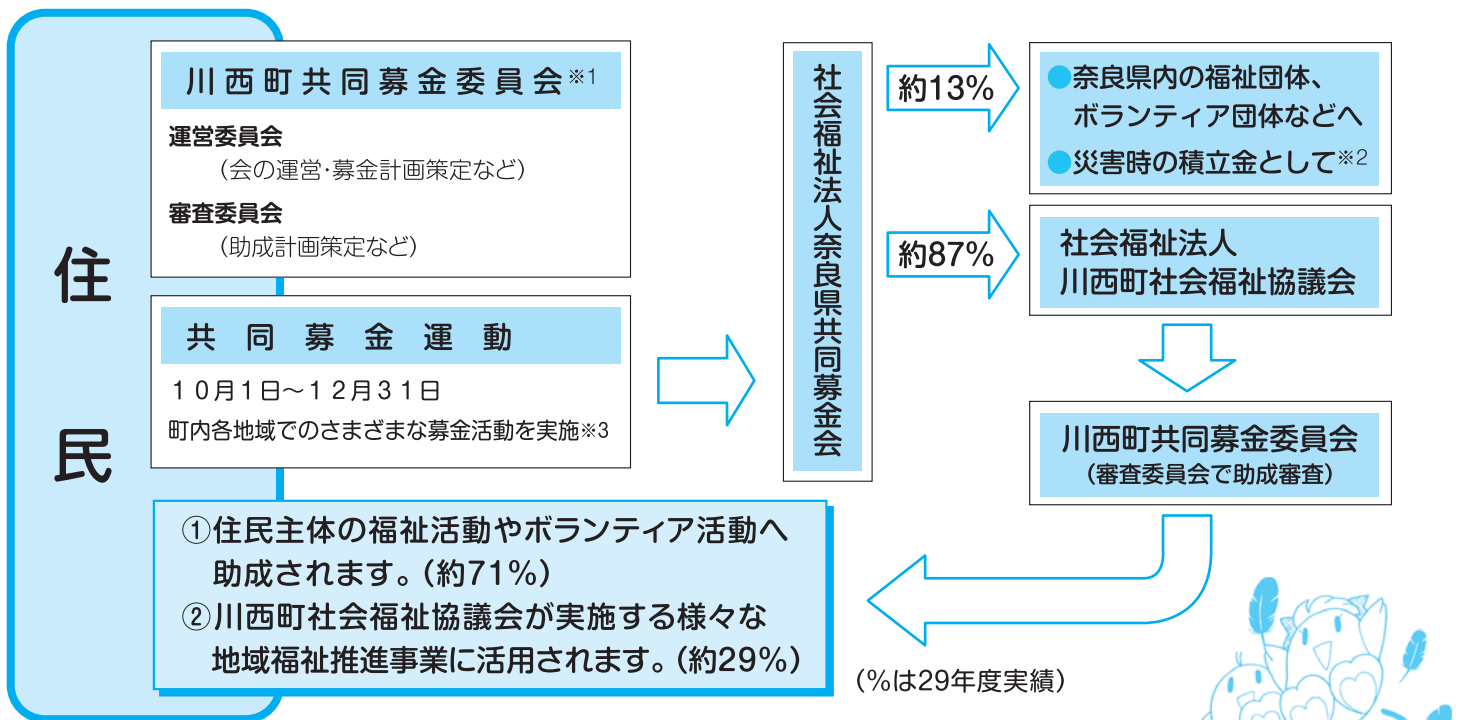 住民
川西町共同募金委員会※1
運営委員会
(会の運営・募金計画策定など)
審査委員会
(助成計画策定など)
共同募金運動
10月1日～12月31日
町内各地域でのさまざまな募金活動を実施※3
社会福祉法人奈良県共同募金会
約13%
●奈良県内の福祉団体、
ボランティア団体などへ
●災害時の積立金として※2
約87%
社会福祉法人
川西町社会福祉協議会
川西町共同募金委員会
(審査委員会で助成審査)
①住民主体の福祉活動やボランティア活動へ
助成されます。(約71%)
②川西町社会福祉協議会が実施する様々な
地域福祉推進事業に活用されます。(約29%)
(%は29年度実績)